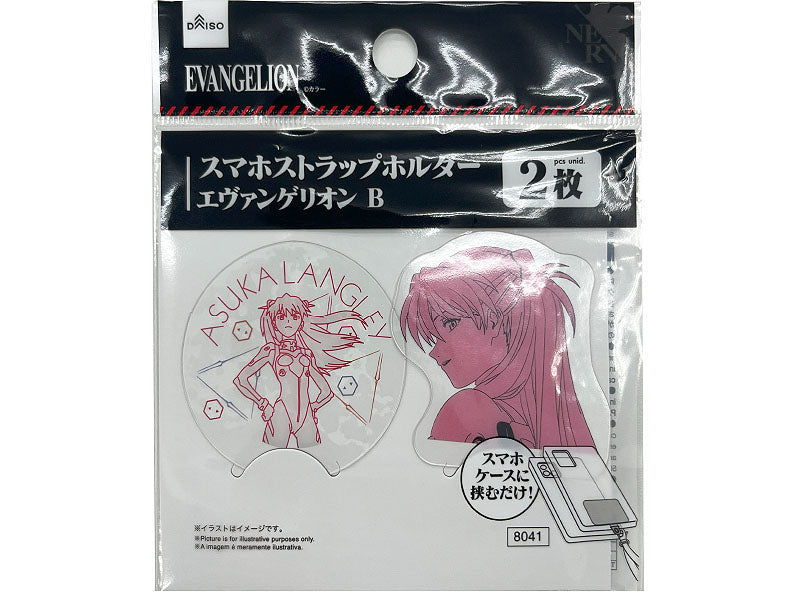 DAISO
EVANGELION
©カラー
NERV
スマホストラップホルダー
エヴァンゲリオン B
pcs unid.
2枚
ASUKA LANGLEY
スマホ
ケースに
挟むだけ!
※イラストはイメージです。
※Picture is for illustrative purposes only.
※A imagem é meramente ilustrativa.
8041